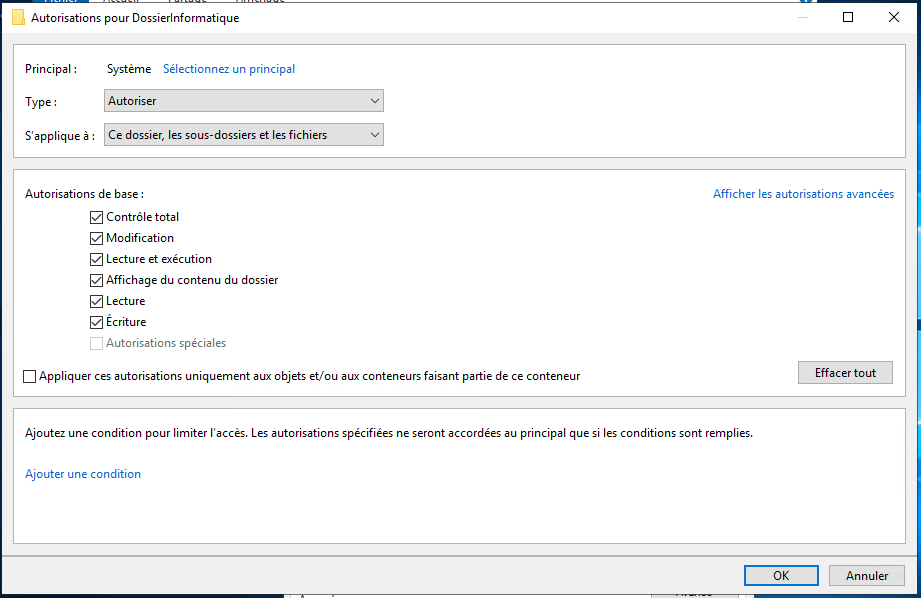 Autorisations pour DossierInformatique
Principal : Système Sélectionnez un principal
Type : Autoriser
S'applique à : Ce dossier, les sous-dossiers et les fichiers
Autorisations de base : Afficher les autorisations avancées
Contrôle total
Modification
Lecture et exécution
Affichage du contenu du dossier
Lecture
Écriture
Autorisations spéciales
Appliquer ces autorisations uniquement aux objets et/ou aux conteneurs faisant partie de ce conteneur Effacer tout
Ajoutez une condition pour limiter l'accès. Les autorisations spécifiées ne seront accordées au principal que si les conditions sont remplies.
Ajouter une condition
OK Annuler